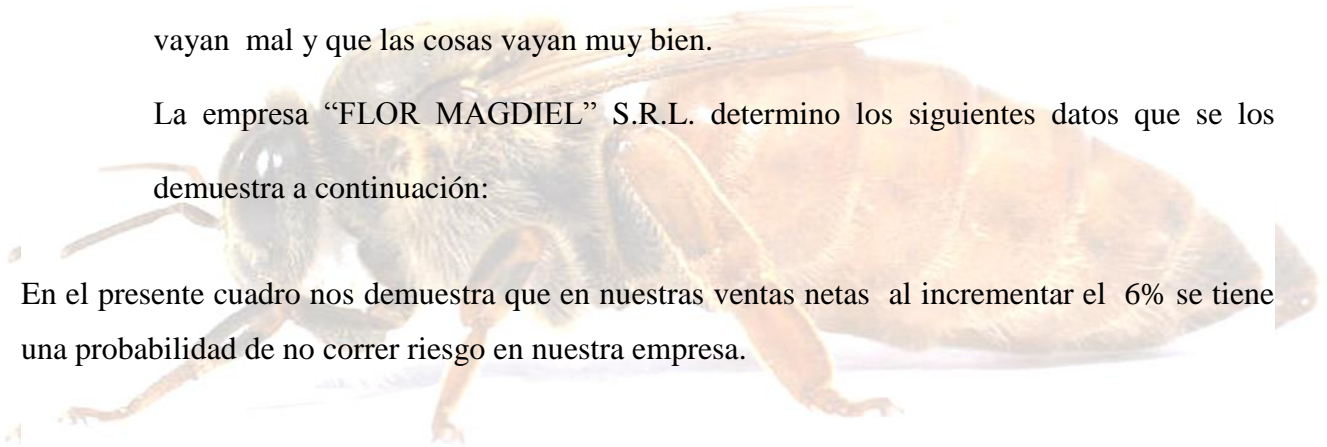 vayan mal y que las cosas vayan muy bien.
La empresa “FLOR MAGDIEL” S.R.L. determino los siguientes datos que se los
demuestra a continuación:
En el presente cuadro nos demuestra que en nuestras ventas netas al incrementar el 6% se tiene
una probabilidad de no correr riesgo en nuestra empresa.